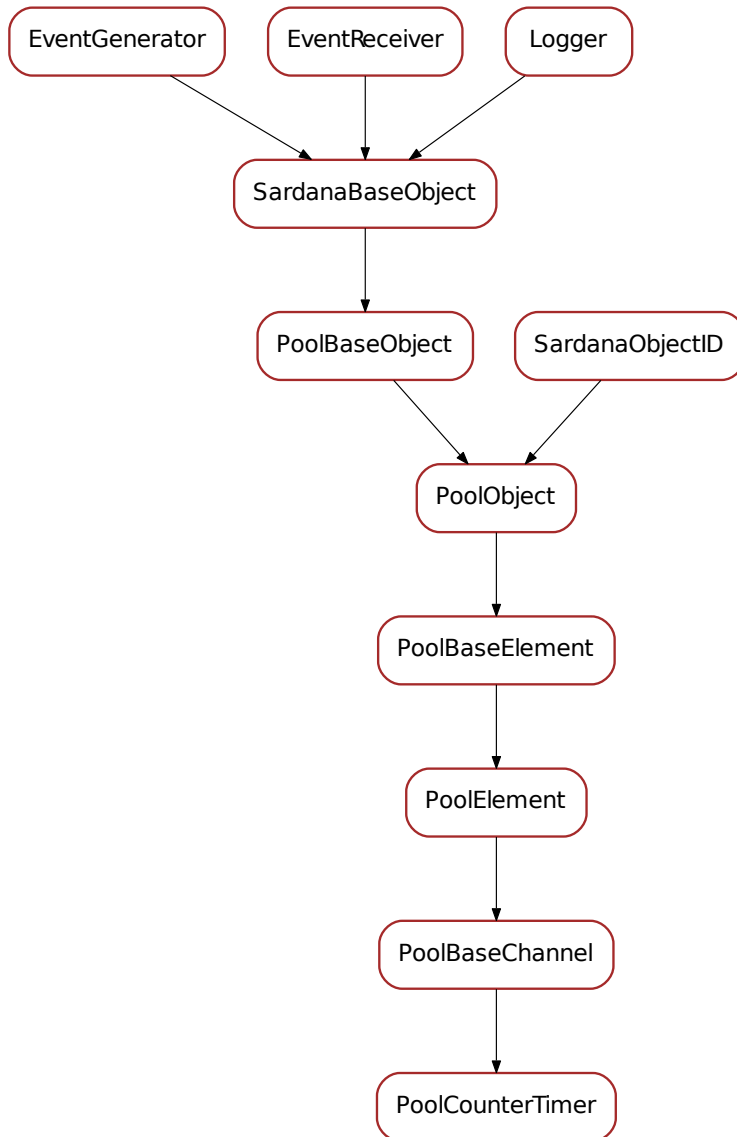 EventGenerator
EventReceiver
Logger
SardanaBaseObject
PoolBaseObject
SardanaObjectID
PoolObject
PoolBaseElement
PoolElement
PoolBaseChannel
PoolCounterTimer